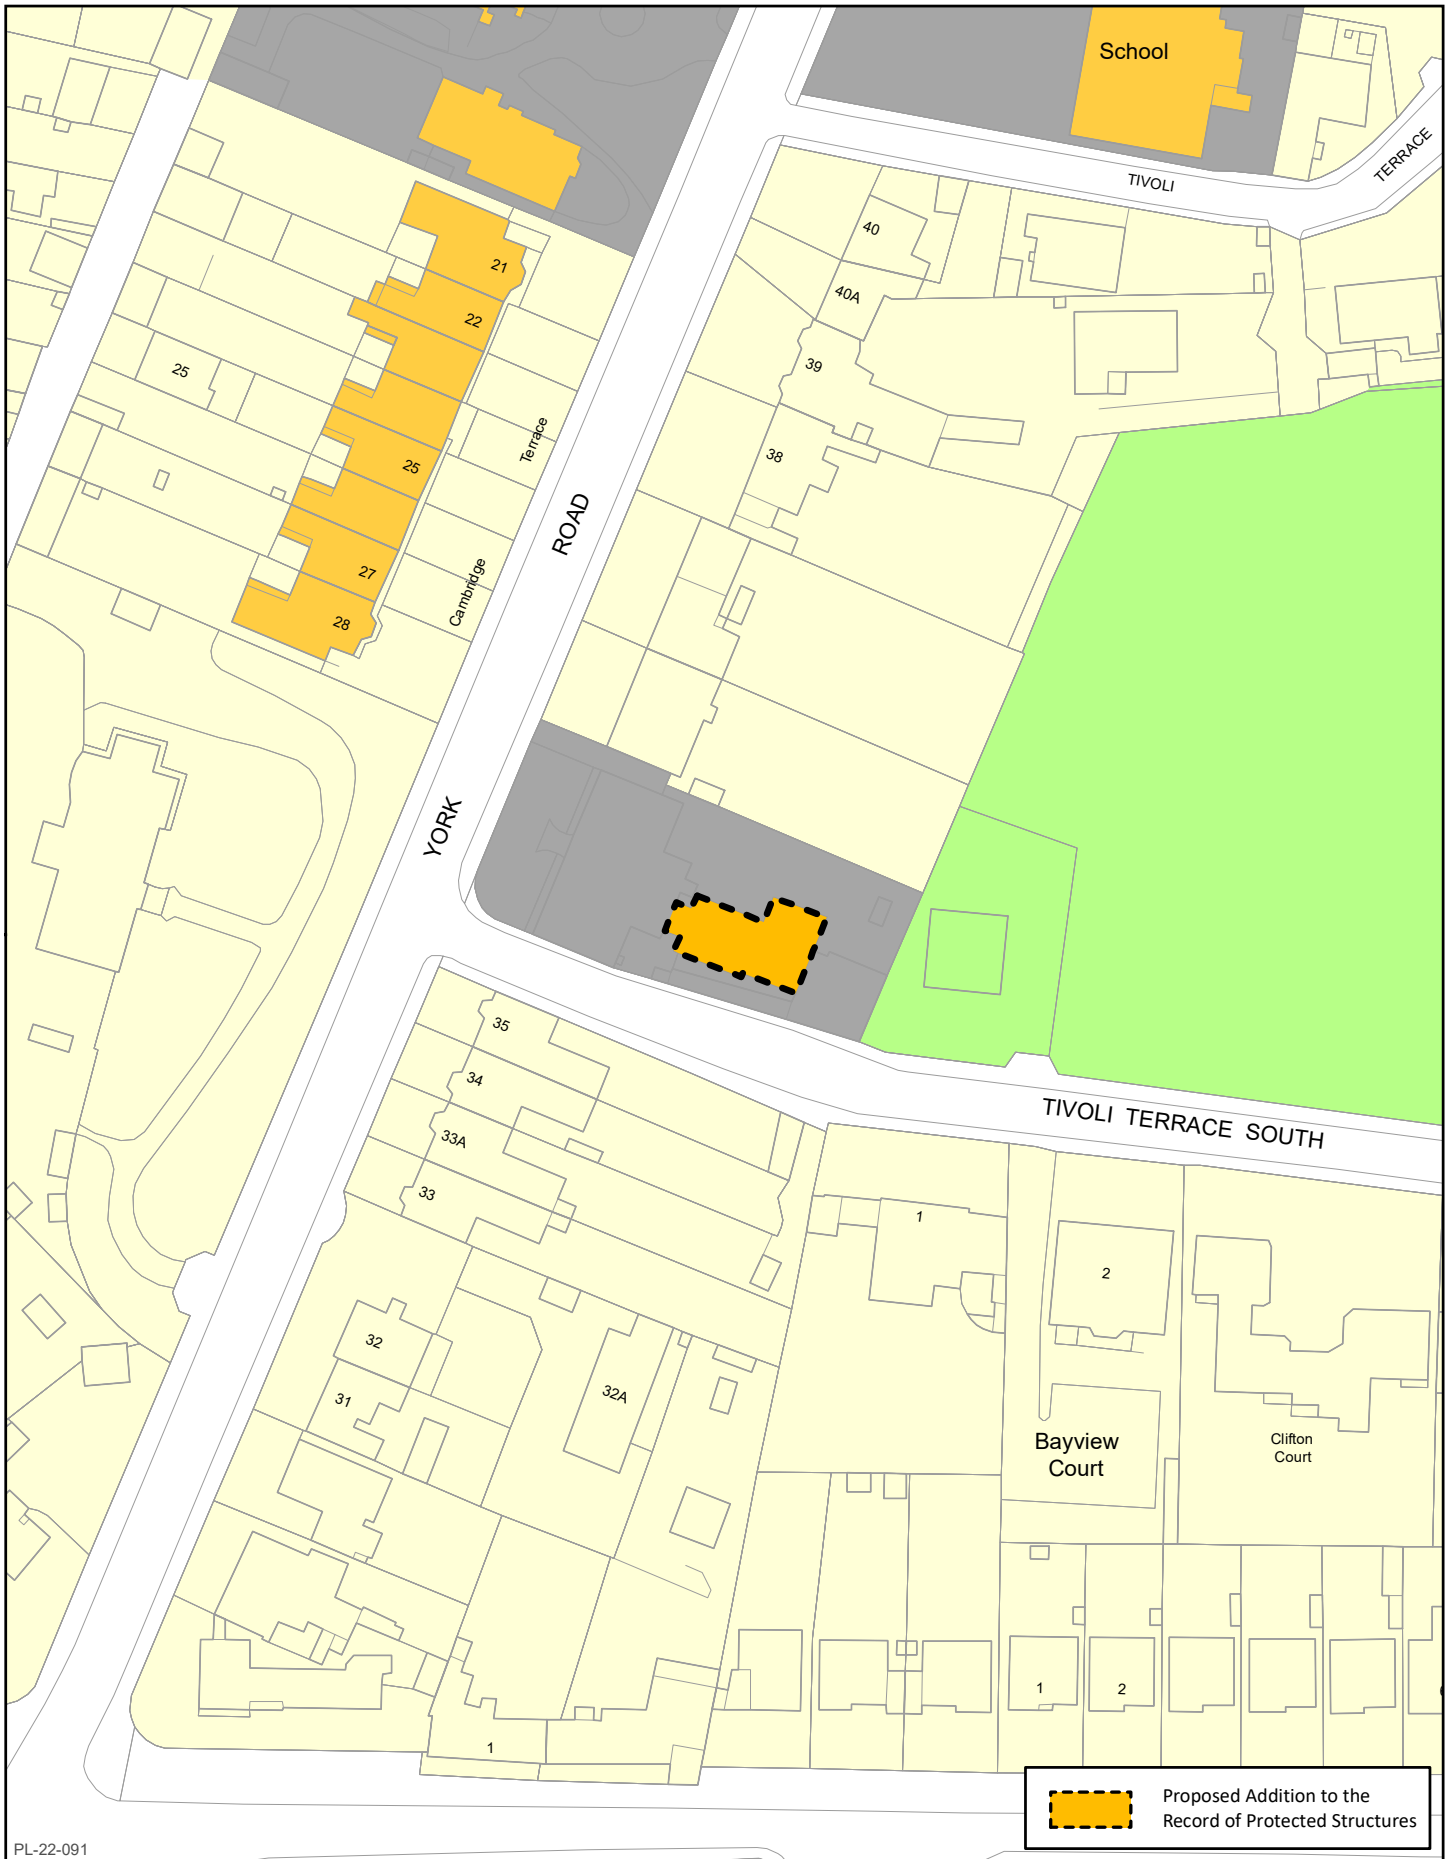 School
TIVOLI
TERRACE
40
40A
39
38
21
22
25
25
27
28
Terrace
Cambridge
ROAD
YORK
35
34
33A
33
TIVOLI TERRACE SOUTH
1
2
32
31
32A
Bayview
Court
Clifton
Court
1
2
1
Proposed Addition to the
Record of Protected Structures
PL-22-091